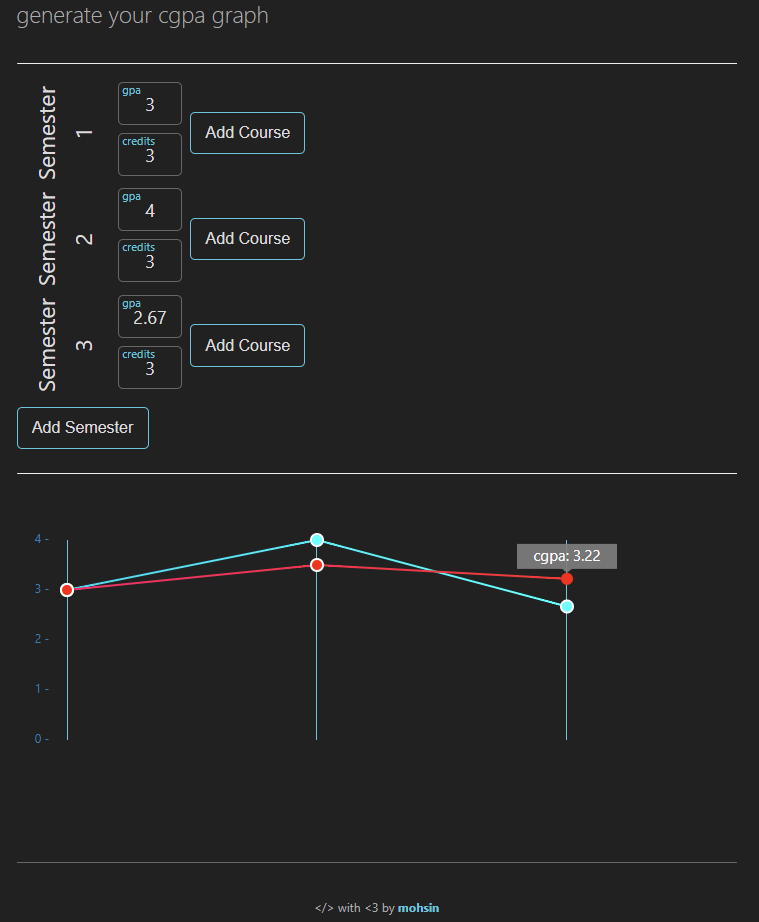 generate your cgpa graph
Semester
1
gpa
3
credits
3
Add Course
Semester
2
gpa
4
credits
3
Add Course
Semester
3
gpa
2.67
credits
3
Add Course
Add Semester
4 -
cgpa: 3.22
3 -
2 -
1 -
0 -
</> with <3 by mohsin